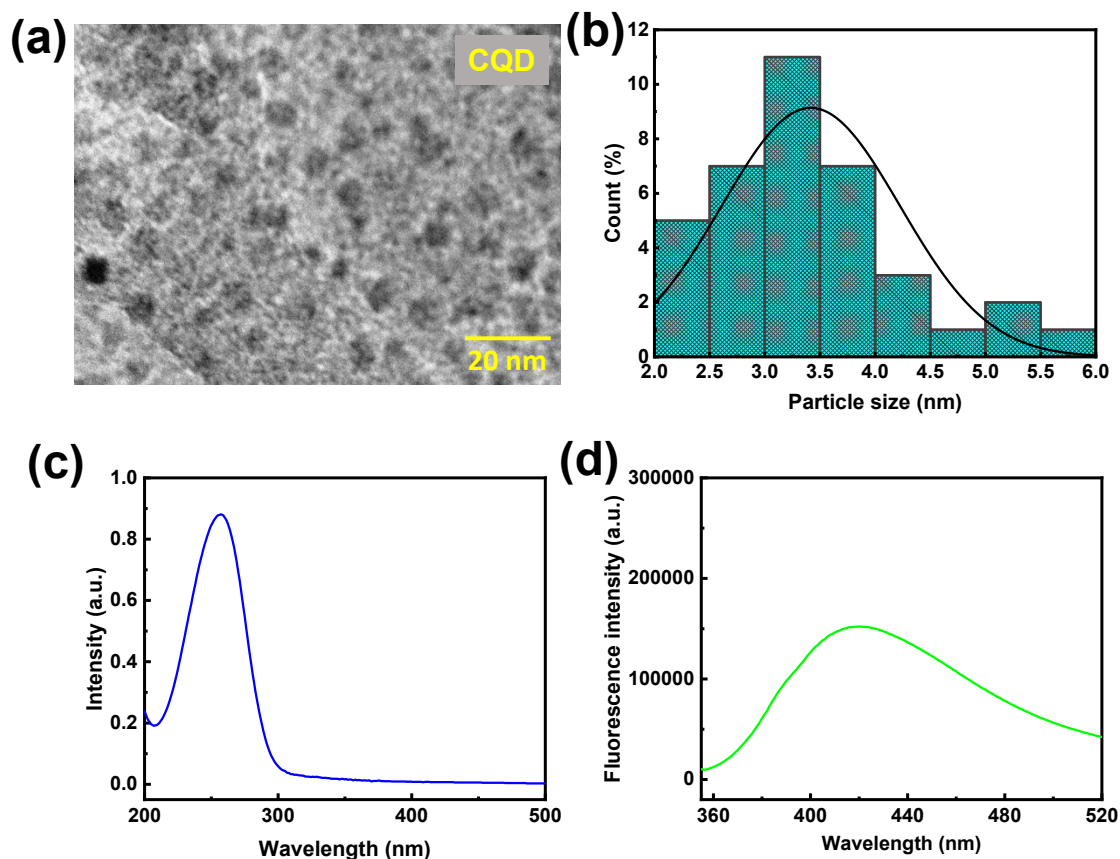 (a)
CQD
20 nm
(b)
Count (%)
12
10
8
6
4
2
0
2.0 2.5 3.0 3.5 4.0 4.5 5.0 5.5 6.0
Particle size (nm)
(c)
Intensity (a.u.)
1.0
0.8
0.6
0.4
0.2
0.0
200 300 400 500
Wavelength (nm)
(d)
Fluorescence intensity (a.u.)
300000
200000
100000
0
360 400 440 480 520
Wavelength (nm)